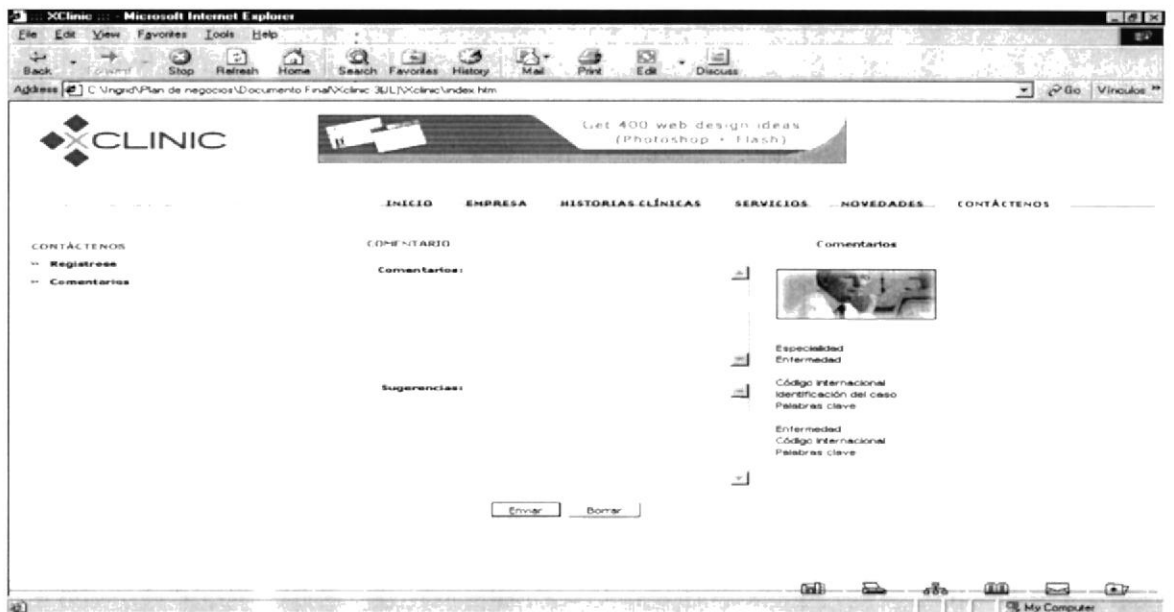 ... XClinic ::: - Microsoft Internet Explorer
File Edit View Favorites Tools Help
Back Forward Stop Refresh Home Search Favorites History Mail Print Edit Discuss
Address C:\Ingrid\Plan de negocios\Documento Final\Xclinic 3(JL)\Xclinic\index.htm Go Vínculos »
XCLINIC
Get 400 web design ideas
(Photoshop + Flash)
INICIO EMPRESA HISTORIAS CLÍNICAS SERVICIOS NOVEDADES CONTÁCTENOS
CONTÁCTENOS
Regístrese
Comentarios
COMENTARIO
Comentarios:
Sugerencias:
Enviar Borrar
Comentarios
Especialidad
Enfermedad
Código Internacional
Identificación del caso
Palabras clave
Enfermedad
Código Internacional
Palabras clave
My Computer